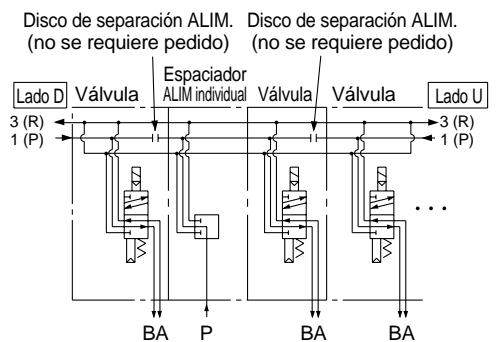 Disco de separación ALIM. Disco de separación ALIM.
(no se requiere pedido) (no se requiere pedido)
Espaciador
Lado D Válvula ALIM individual Válvula Válvula Lado U
3 (R) 3 (R)
1 (P) 1 (P)
. . .
BA P BA BA